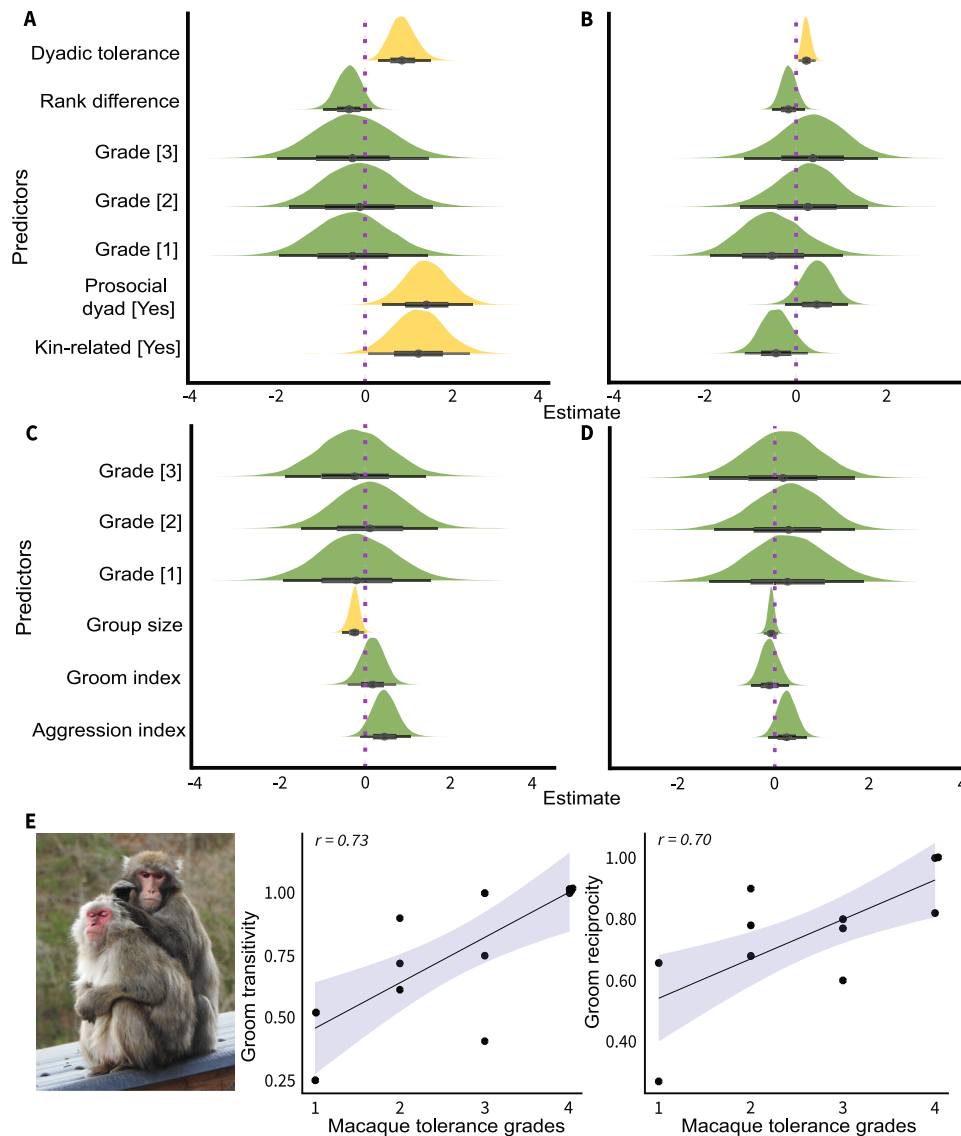 A
B
Predictors
Dyadic tolerance
Rank difference
Grade [3]
Grade [2]
Grade [1]
Prosocial
dyad [Yes]
Kin-related [Yes]
-4 -2 0 2 4
-4 -2 0 2 4
Estimate
C
D
Predictors
Grade [3]
Grade [2]
Grade [1]
Group size
Groom index
Aggression index
-4 -2 0 2 4
-2 0 2 4
Estimate
E
r = 0.73
Groom transitivity
1.00
0.75
0.50
0.25
1 2 3 4
Macaque tolerance grades
r = 0.70
Groom reciprocity
1.00
0.80
0.60
0.40
1 2 3 4
Macaque tolerance grades